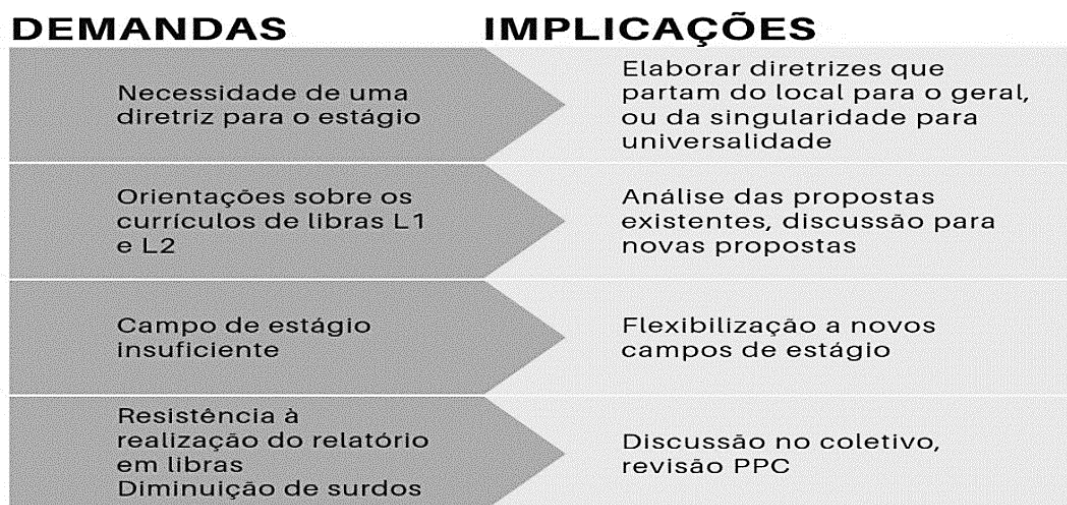 DEMANDAS
IMPLICAÇÕES
Necessidade de uma
diretriz para o estágio
Elaborar diretrizes que
partam do local para o geral,
ou da singularidade para
universalidade
Orientações sobre os
currículos de libras L1
e L2
Análise das propostas
existentes, discussão para
novas propostas
Campo de estágio
insuficiente
Flexibilização a novos
campos de estágio
Resistência à
realização do relatório
em libras
Diminuição de surdos
Discussão no coletivo,
revisão PPC